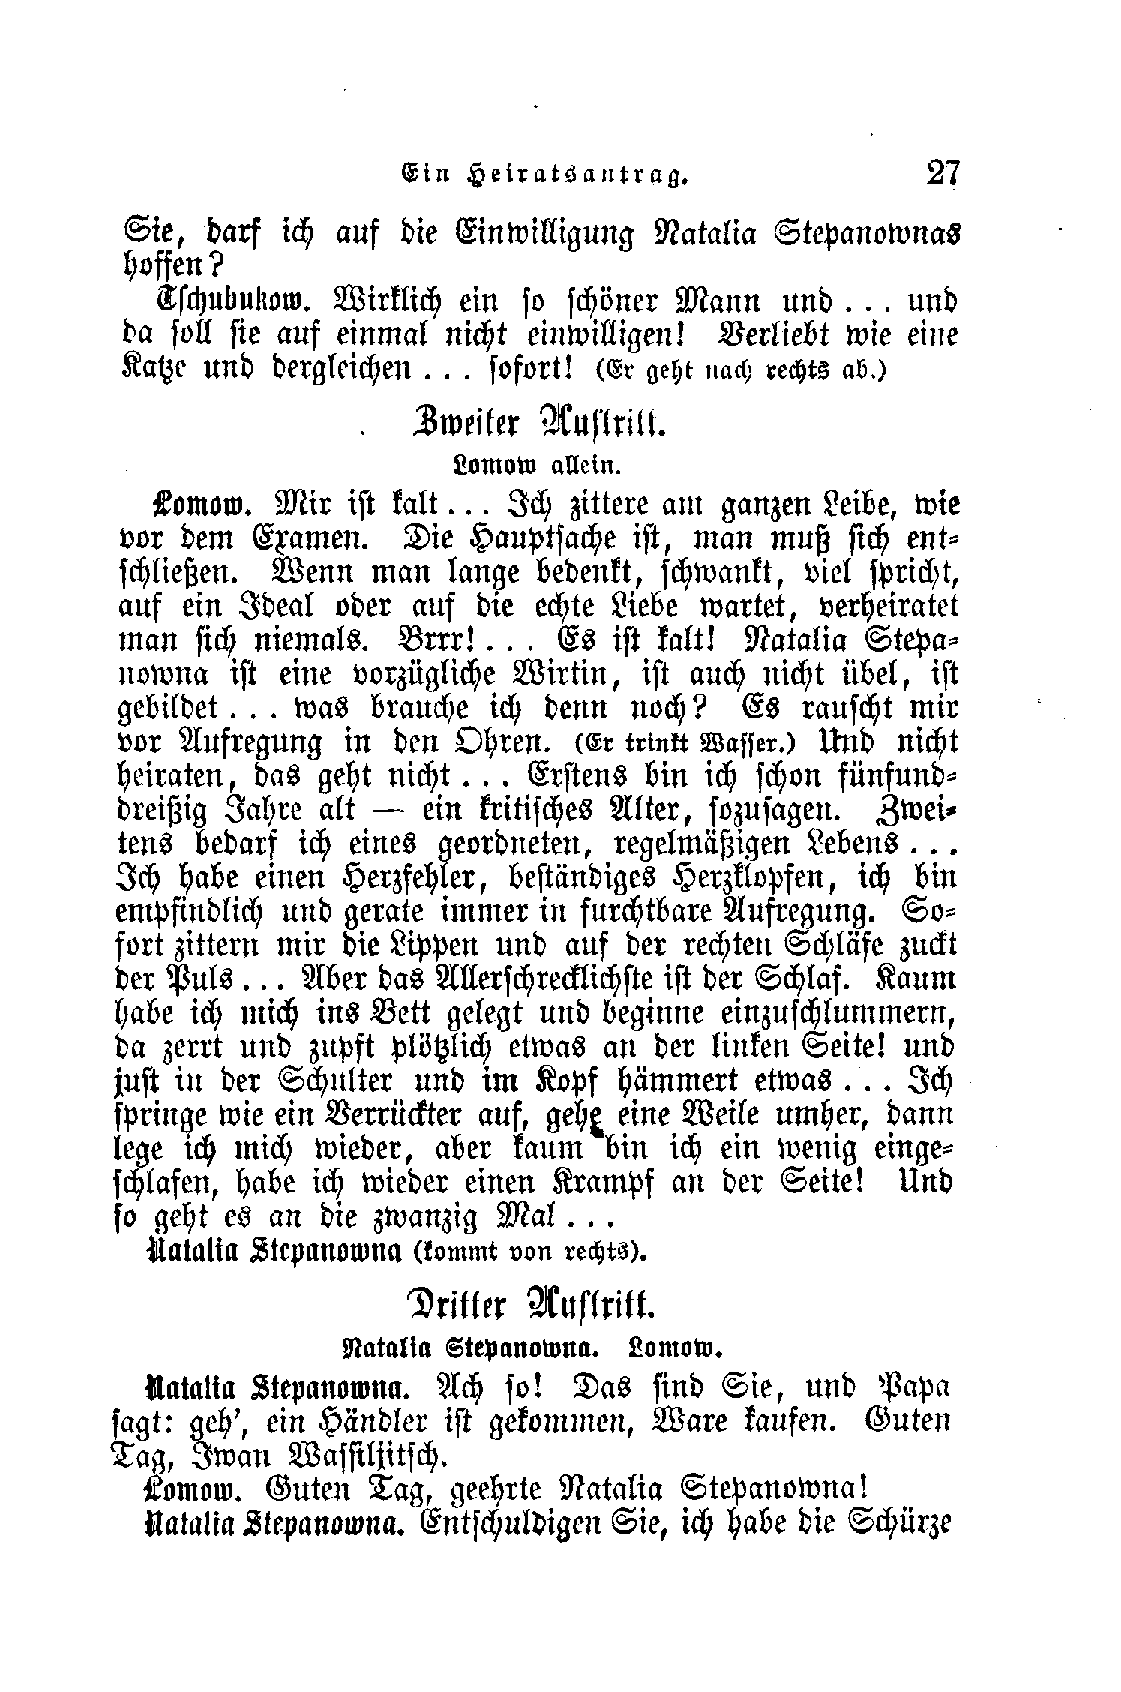 Ein Heiratsantrag. 27
Sie, darf ich auf die Einwilligung Natalia Stepanownas
hoffen?
Tschubukow. Wirklich ein so schöner Mann und . . . und
da soll sie auf einmal nicht einwilligen! Verliebt wie eine
Katze und dergleichen . . . sofort! (Er geht nach rechts ab.)
Zweiter Auftritt.
Lomow allein.
Lomow. Mir ist kalt . . . Ich zittere am ganzen Leibe, wie
vor dem Examen. Die Hauptsache ist, man muß sich ent-
schließen. Wenn man lange bedenkt, schwankt, viel spricht,
auf ein Ideal oder auf die echte Liebe wartet, verheiratet
man sich niemals. Brrr! . . . Es ist kalt! Natalia Stepa-
nowna ist eine vorzügliche Wirtin, ist auch nicht übel, ist
gebildet . . . was brauche ich denn noch? Es rauscht mir
vor Aufregung in den Ohren. (Er trinkt Wasser.) Und nicht
heiraten, das geht nicht . . . Erstens bin ich schon fünfund-
dreißig Jahre alt — ein kritisches Alter, sozusagen. Zwei-
tens bedarf ich eines geordneten, regelmäßigen Lebens . . .
Ich habe einen Herzfehler, beständiges Herzklopfen, ich bin
empfindlich und gerate immer in furchtbare Aufregung. So-
fort zittern mir die Lippen und auf der rechten Schläfe zuckt
der Puls . . . Aber das Allerschrecklichste ist der Schlaf. Kaum
habe ich mich ins Bett gelegt und beginne einzuschlummern,
da zerrt und zupft plötzlich etwas an der linken Seite! und
just in der Schulter und im Kopf hämmert etwas . . . Ich
springe wie ein Verrückter auf, gehe eine Weile umher, dann
lege ich mich wieder, aber kaum bin ich ein wenig einge-
schlafen, habe ich wieder einen Krampf an der Seite! Und
so geht es an die zwanzig Mal . . .
Natalia Stepanowna (kommt von rechts).
Dritter Auftritt.
Natalia Stepanowna. Lomow.
Natalia Stepanowna. Ach so! Das sind Sie, und Papa
sagt: geh', ein Händler ist gekommen, Ware kaufen. Guten
Tag, Iwan Wassiljitsch.
Lomow. Guten Tag, geehrte Natalia Stepanowna!
Natalia Stepanowna. Entschuldigen Sie, ich habe die Schürze